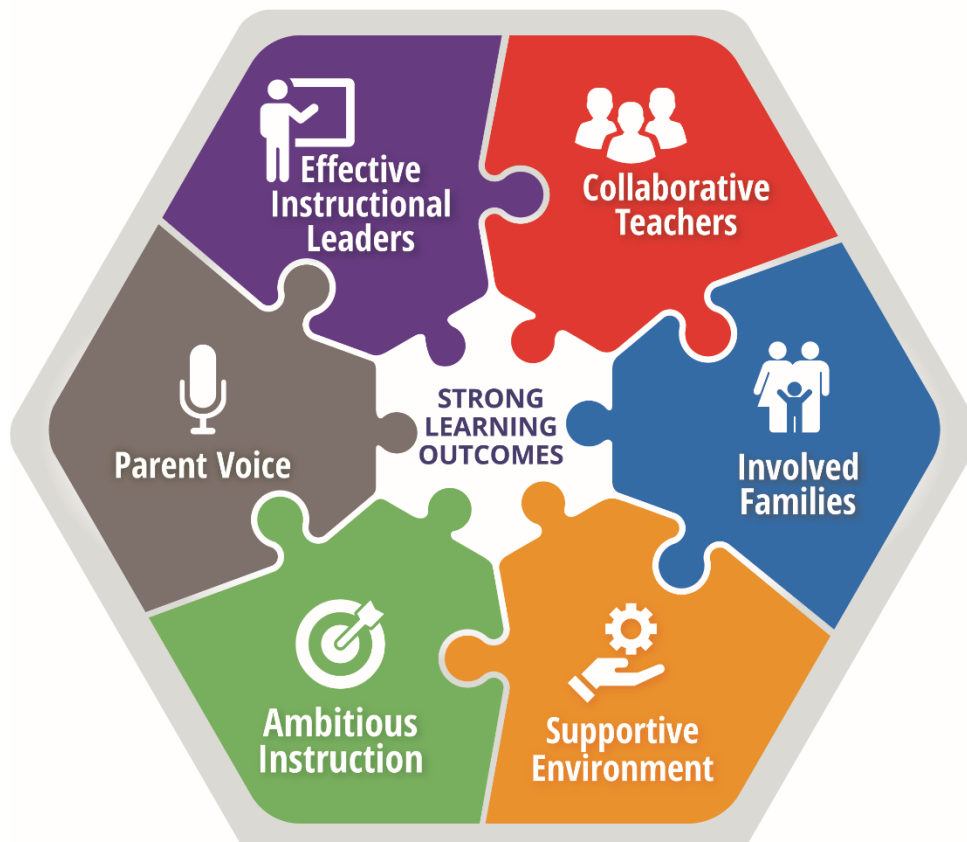 Effective
Instructional
Leaders
Collaborative
Teachers
Parent Voice
STRONG
LEARNING
OUTCOMES
Involved
Families
Ambitious
Instruction
Supportive
Environment